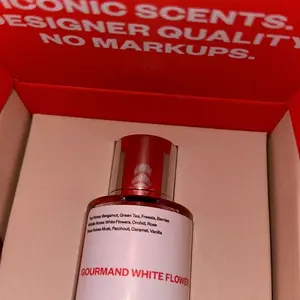 ICONIC SCENTS.
DESIGNER QUALITY
NO MARKUPS.
Top Notes: Bergamot, Green Tea, Freesia, Berries
Middle Notes: White Flowers, Orchid, Rose
Base Notes: Musk, Patchouli, Caramel, Vanilla
GOURMAND WHITE FLOWER